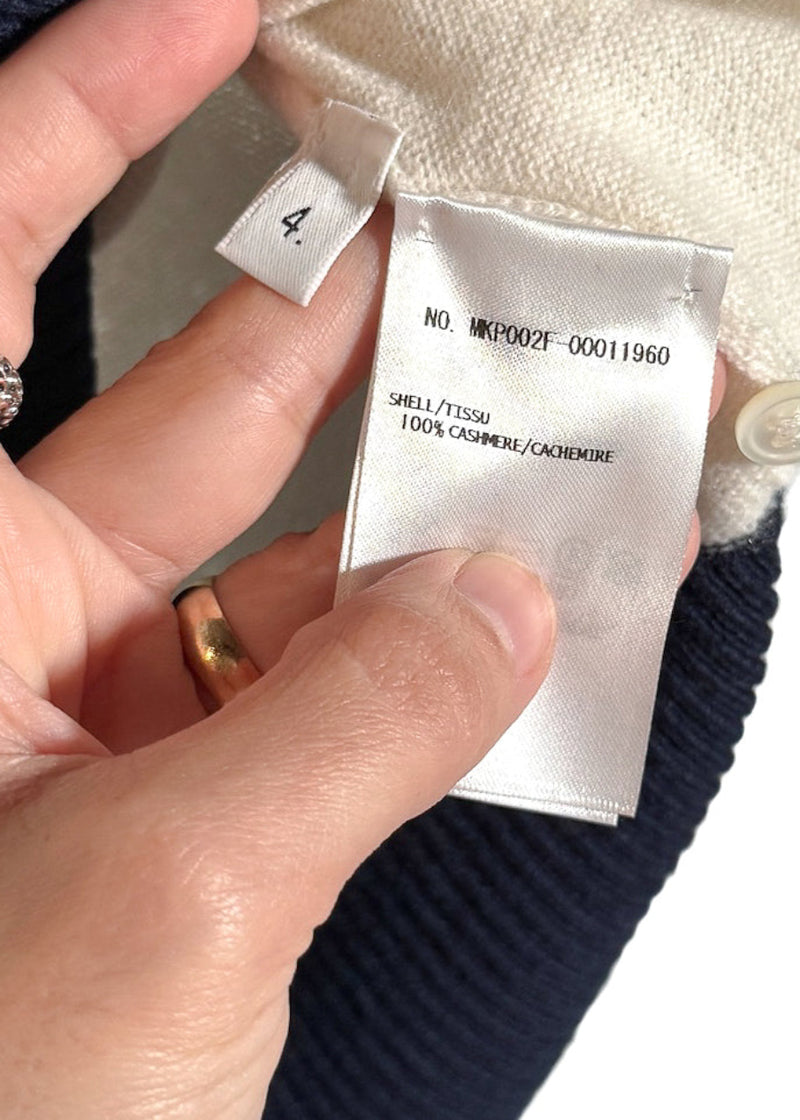 4.
NO. MKP002F-00011960
SHELL/TISSU
100% CASHMERE/CACHEMIRE